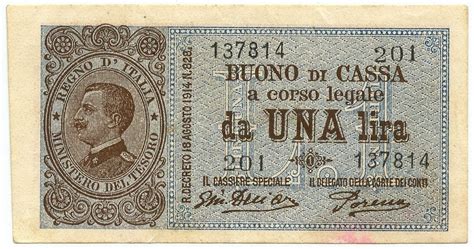 REGNO D'ITALIA
MINISTERO DEL TESORO
R. DECRETO 18 AGOSTO 1914 N. 828.
137814 201
BUONO DI CASSA
a corso legale
da UNA lira
201 137814
IL CASSIERE SPECIALE IL DELEGATO DELLA CORTE DEI CONTI